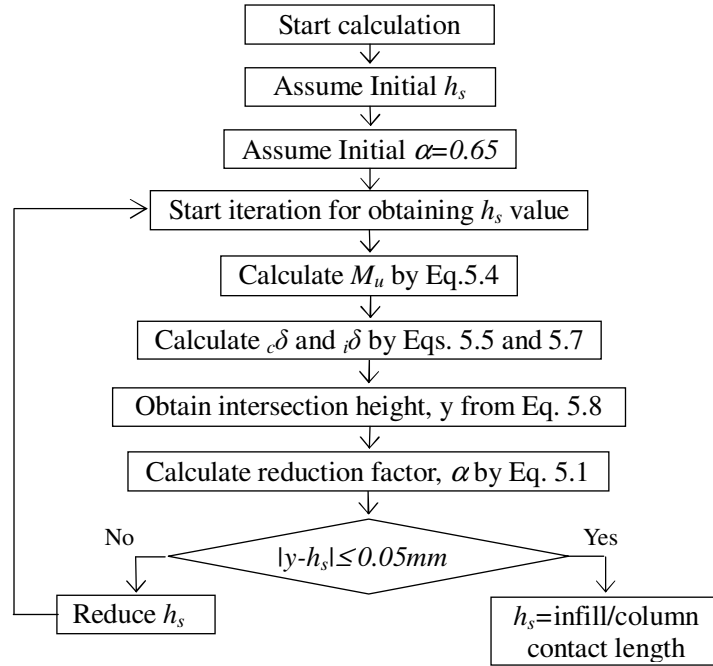 Start calculation
Assume Initial hₛ
Assume Initial α=0.65
Start iteration for obtaining hₛ value
Calculate Mᵤ by Eq.5.4
Calculate cδ and iδ by Eqs. 5.5 and 5.7
Obtain intersection height, y from Eq. 5.8
Calculate reduction factor, α by Eq. 5.1
No
Yes
|y-hₛ|≤0.05mm
Reduce hₛ
hₛ=infill/column
contact length